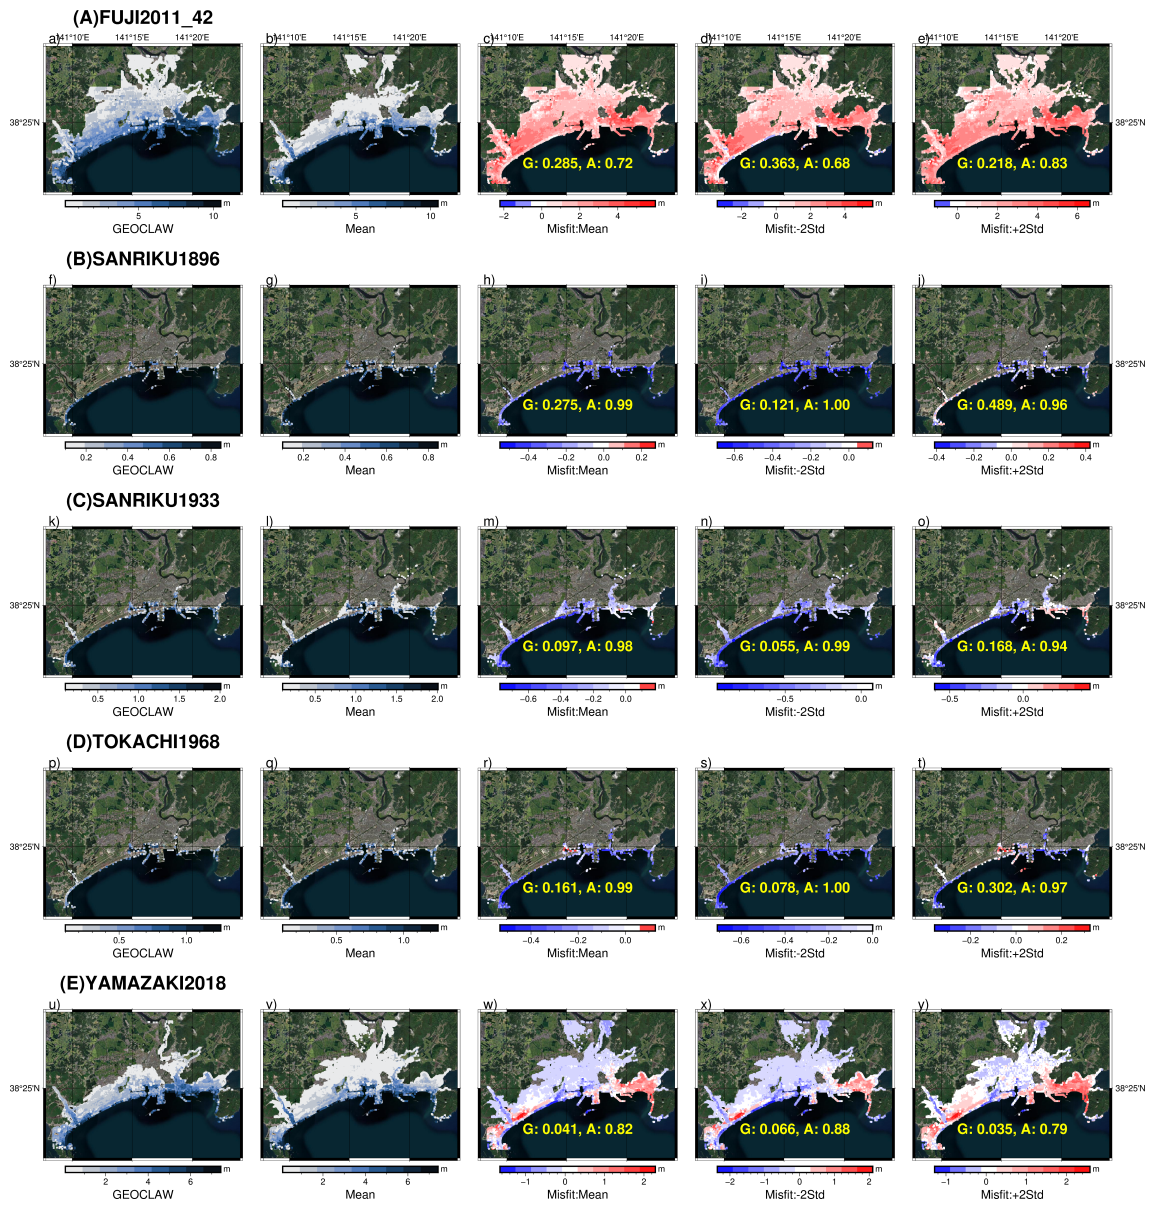 (A)FUJI2011_42
a) 141°10'E 141°15'E 141°20'E b) 141°10'E 141°15'E 141°20'E c) 141°10'E 141°15'E 141°20'E d) 141°10'E 141°15'E 141°20'E e) 141°10'E 141°15'E 141°20'E
38°25'N 38°25'N
G: 0.285, A: 0.72 G: 0.363, A: 0.68 G: 0.218, A: 0.83
m m m m m
5 10 5 10 −2 0 2 4 −2 0 2 4 0 2 4 6
GEOCLAW Mean Misfit:Mean Misfit:-2Std Misfit:+2Std
(B)SANRIKU1896
f) g) h) i) j)
38°25'N 38°25'N
G: 0.275, A: 0.99 G: 0.121, A: 1.00 G: 0.489, A: 0.96
m m m m m
0.2 0.4 0.6 0.8 0.2 0.4 0.6 0.8 −0.4 −0.2 0.0 0.2 −0.6 −0.4 −0.2 0.0 −0.4 −0.2 0.0 0.2 0.4
GEOCLAW Mean Misfit:Mean Misfit:-2Std Misfit:+2Std
(C)SANRIKU1933
k) l) m) n) o)
38°25'N 38°25'N
G: 0.097, A: 0.98 G: 0.055, A: 0.99 G: 0.168, A: 0.94
m m m m m
0.5 1.0 1.5 2.0 0.5 1.0 1.5 2.0 −0.6 −0.4 −0.2 0.0 −0.5 0.0 −0.5 0.0
GEOCLAW Mean Misfit:Mean Misfit:-2Std Misfit:+2Std
(D)TOKACHI1968
p) q) r) s) t)
38°25'N 38°25'N
G: 0.161, A: 0.99 G: 0.078, A: 1.00 G: 0.302, A: 0.97
m m m m m
0.5 1.0 0.5 1.0 −0.4 −0.2 0.0 −0.6 −0.4 −0.2 0.0 −0.2 0.0 0.2
GEOCLAW Mean Misfit:Mean Misfit:-2Std Misfit:+2Std
(E)YAMAZAKI2018
u) v) w) x) y)
38°25'N 38°25'N
G: 0.041, A: 0.82 G: 0.066, A: 0.88 G: 0.035, A: 0.79
m m m m m
2 4 6 2 4 6 −1 0 1 2 −2 −1 0 1 2 −1 0 1 2
GEOCLAW Mean Misfit:Mean Misfit:-2Std Misfit:+2Std